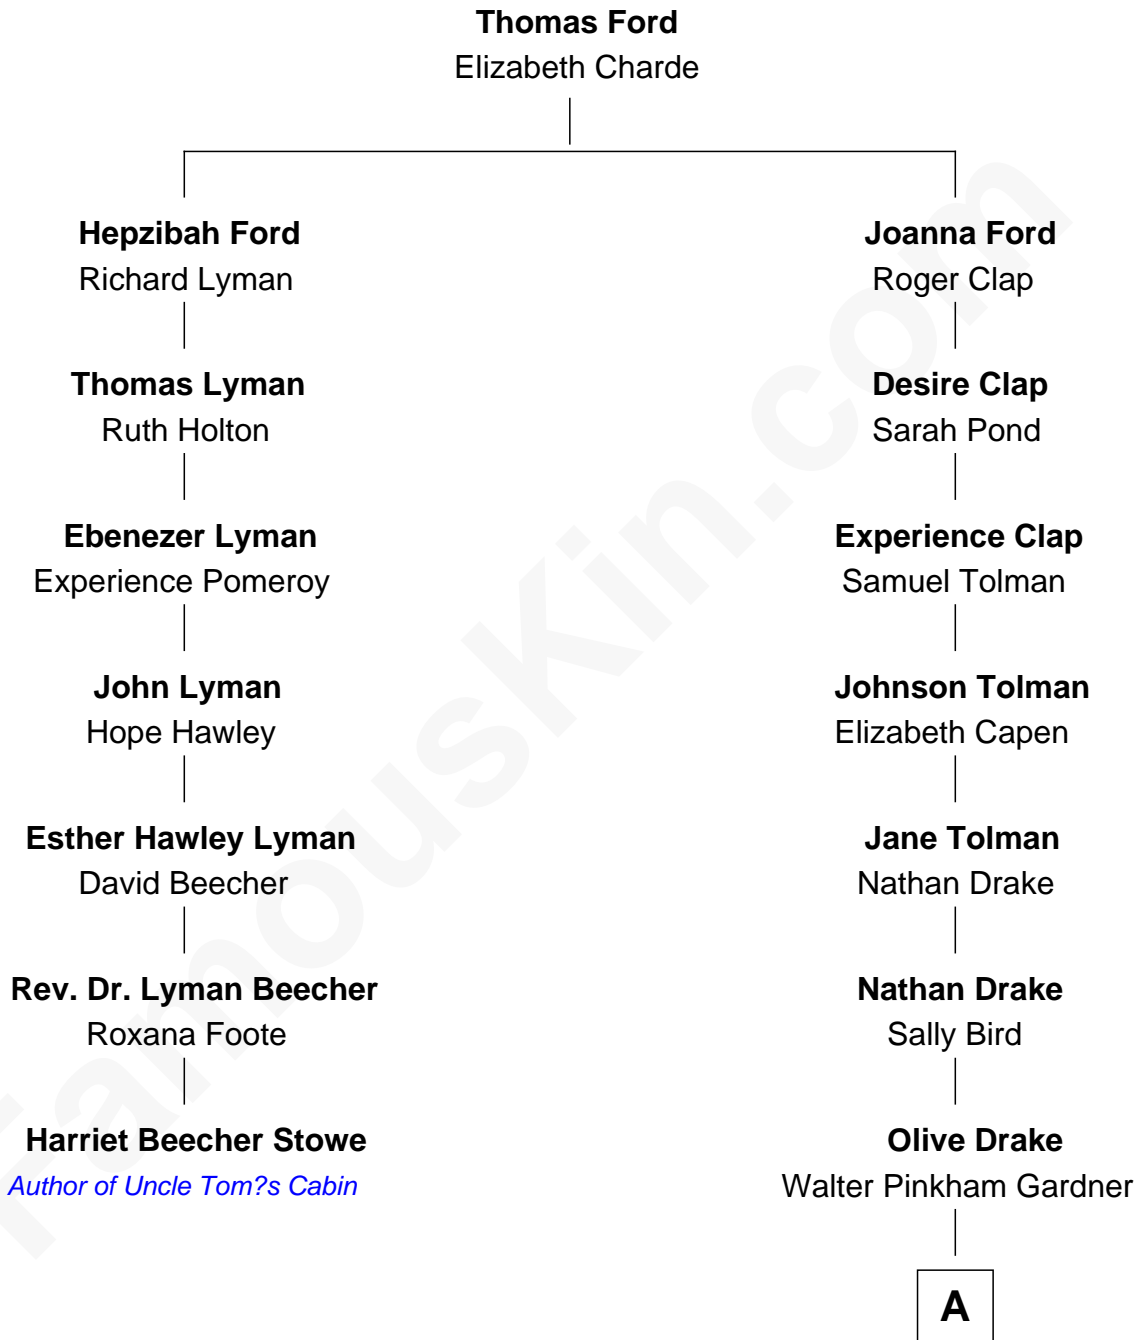 Thomas Ford
Elizabeth Charde
Hepzibah Ford
Richard Lyman
Thomas Lyman
Ruth Holton
Ebenezer Lyman
Experience Pomeroy
John Lyman
Hope Hawley
Esther Hawley Lyman
David Beecher
Rev. Dr. Lyman Beecher
Roxana Foote
Harriet Beecher Stowe
Author of Uncle Tom?s Cabin
Joanna Ford
Roger Clap
Desire Clap
Sarah Pond
Experience Clap
Samuel Tolman
Johnson Tolman
Elizabeth Capen
Jane Tolman
Nathan Drake
Nathan Drake
Sally Bird
Olive Drake
Walter Pinkham Gardner
A
FamousKin.com